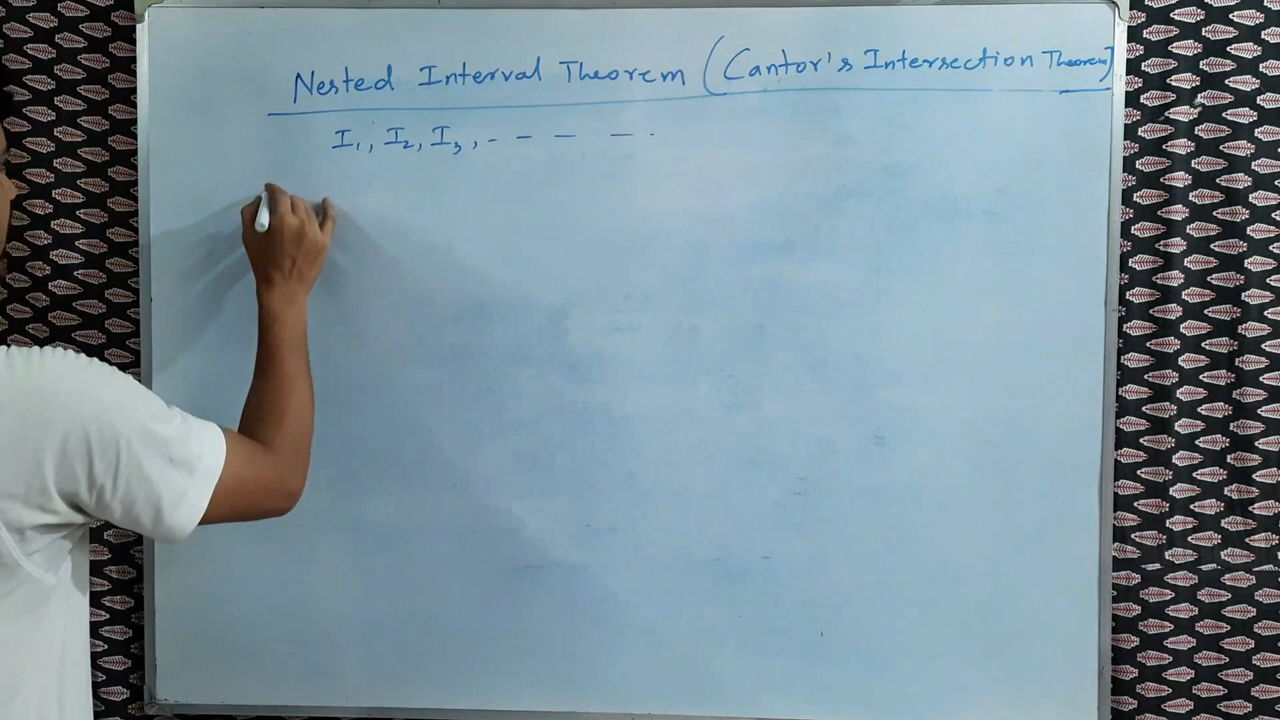 Nested Interval Theorem (Cantor's Intersection Theorem]
I₁, I₂, I₃, - - - - .